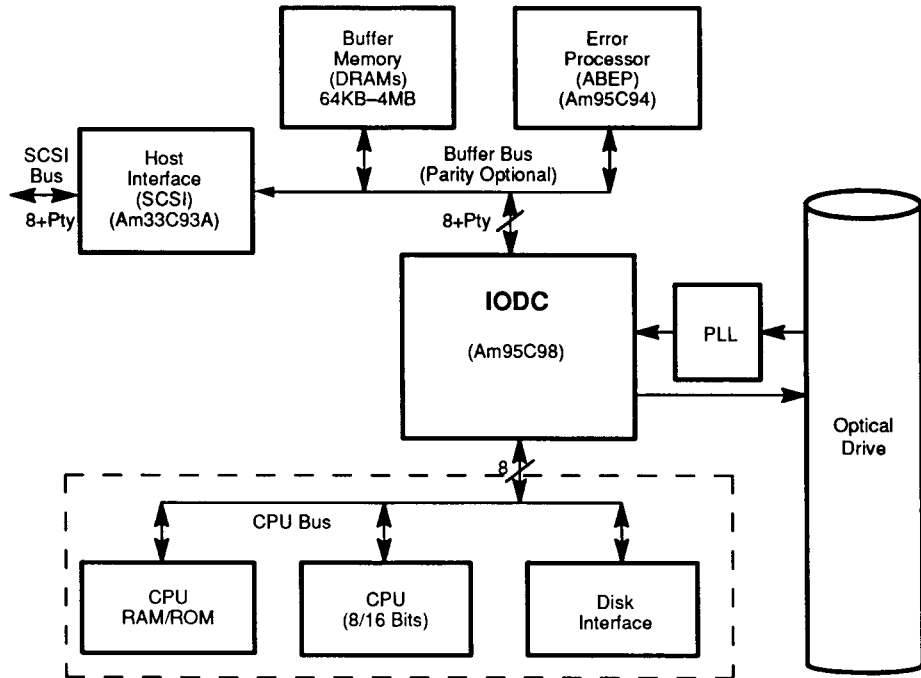 Buffer
Memory
(DRAMs)
64KB–4MB
Error
Processor
(ABEP)
(Am95C94)
SCSI
Bus
8+Pty
Host
Interface
(SCSI)
(Am33C93A)
Buffer Bus
(Parity Optional)
8+Pty
IODC
(Am95C98)
PLL
Optical
Drive
8
CPU Bus
CPU
RAM/ROM
CPU
(8/16 Bits)
Disk
Interface